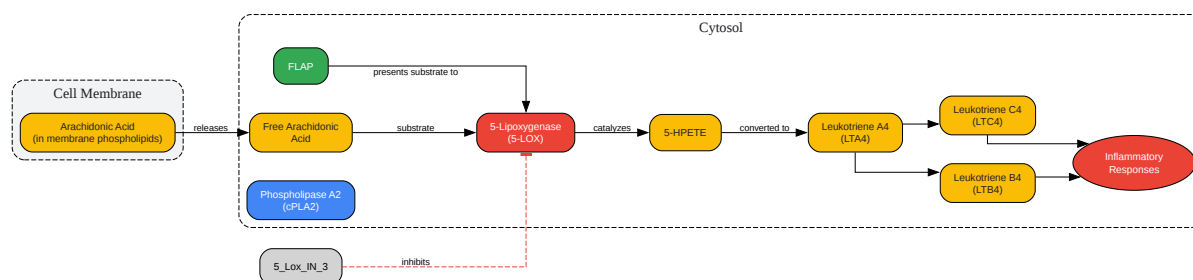 Cytosol
FLAP
presents substrate to
Cell Membrane
Arachidonic Acid
(in membrane phospholipids)
releases
Free Arachidonic
Acid
substrate
5-Lipoxygenase
(5-LOX)
catalyzes
5-HPETE
converted to
Leukotriene A4
(LTA4)
Leukotriene C4
(LTC4)
Leukotriene B4
(LTB4)
Inflammatory
Responses
Phospholipase A2
(cPLA2)
5_Lox_IN_3
inhibits